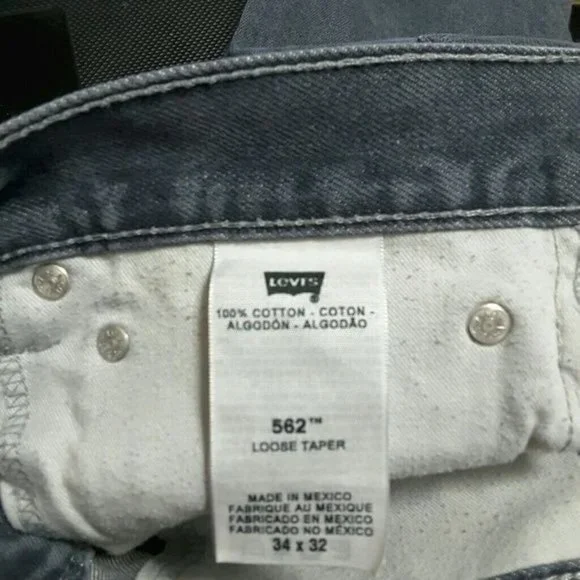 Levi's
®
100% COTTON - COTON -
ALGODÓN - ALGODÃO
562™
LOOSE TAPER
MADE IN MEXICO
FABRIQUE AU MEXIQUE
FABRICADO EN MEXICO
FABRICADO NO MÉXICO
34 x 32